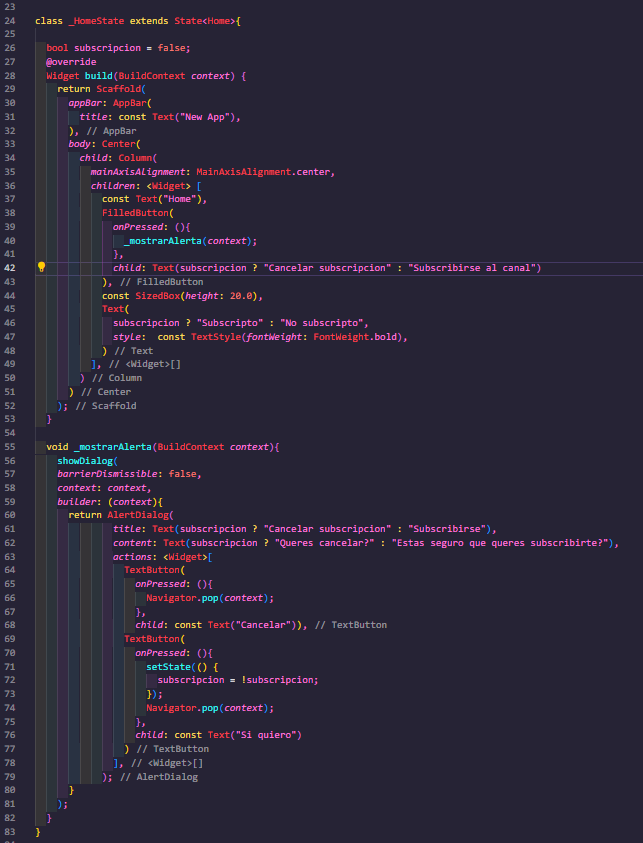 23
24 class _HomeState extends State<Home>{
25
26   bool subscripcion = false;
27   @override
28   Widget build(BuildContext context) {
29     return Scaffold(
30       appBar: AppBar(
31         title: const Text("New App"),
32       ), // AppBar
33       body: Center(
34         child: Column(
35           mainAxisAlignment: MainAxisAlignment.center,
36           children: <Widget> [
37             const Text("Home"),
38             FilledButton(
39               onPressed: (){
40                 _mostrarAlerta(context);
41               },
42               child: Text(subscripcion ? "Cancelar subscripcion" : "Subscribirse al canal")
43             ), // FilledButton
44             const SizedBox(height: 20.0),
45             Text(
46               subscripcion ? "Subscripto" : "No subscripto",
47               style:  const TextStyle(fontWeight: FontWeight.bold),
48             ) // Text
49           ], // <Widget>[]
50         ) // Column
51       ) // Center
52     ); // Scaffold
53   }
54
55   void _mostrarAlerta(BuildContext context){
56     showDialog(
57     barrierDismissible: false,
58     context: context,
59     builder: (context){
60       return AlertDialog(
61               title: Text(subscripcion ? "Cancelar subscripcion" : "Subscribirse"),
62               content: Text(subscripcion ? "Queres cancelar?" : "Estas seguro que queres subscribirte?"),
63               actions: <Widget>[
64                 TextButton(
65                   onPressed: (){
66                     Navigator.pop(context);
67                   },
68                   child: const Text("Cancelar")), // TextButton
69                 TextButton(
70                   onPressed: (){
71                     setState(() {
72                       subscripcion = !subscripcion;
73                     });
74                     Navigator.pop(context);
75                   },
76                   child: const Text("Si quiero")
77                 ) // TextButton
78               ], // <Widget>[]
79             ); // AlertDialog
80       }
81     );
82   }
83 }